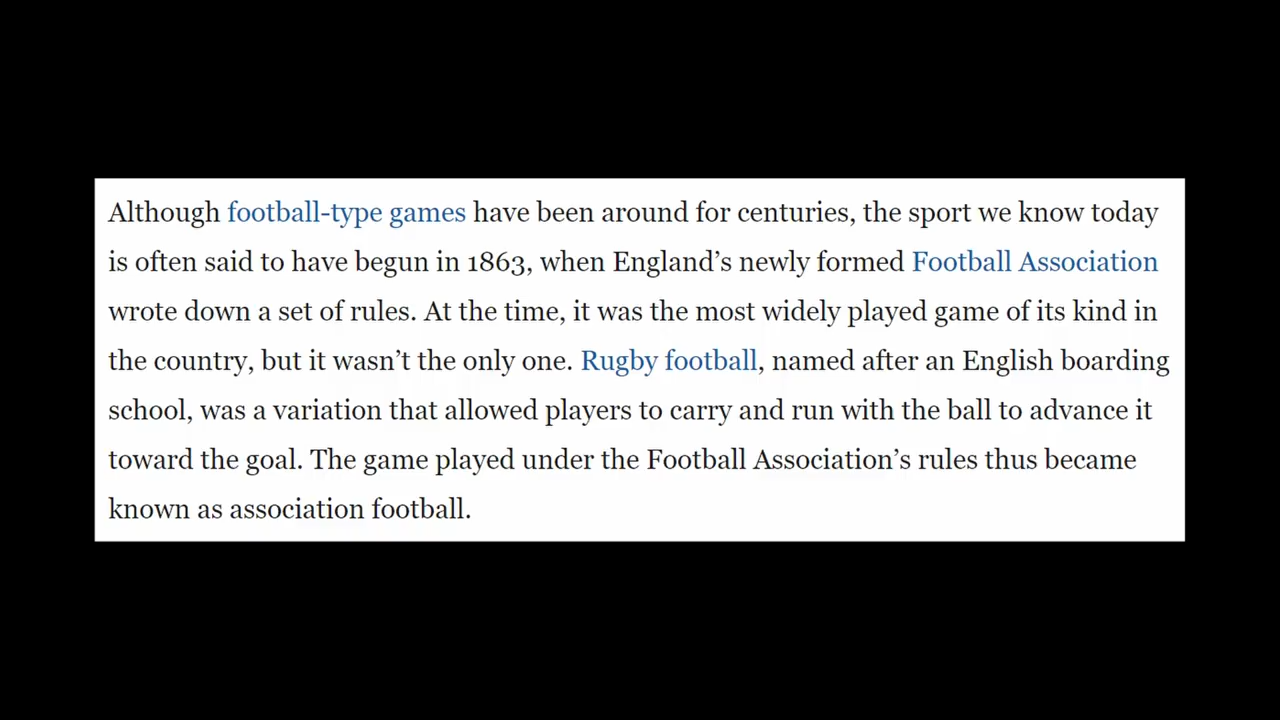 Although football-type games have been around for centuries, the sport we know today
is often said to have begun in 1863, when England’s newly formed Football Association
wrote down a set of rules. At the time, it was the most widely played game of its kind in
the country, but it wasn’t the only one. Rugby football, named after an English boarding
school, was a variation that allowed players to carry and run with the ball to advance it
toward the goal. The game played under the Football Association’s rules thus became
known as association football.